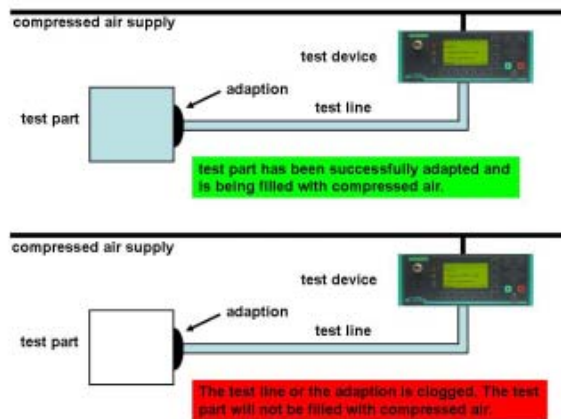 compressed air supply
test device
adaption
test part
test line
test part has been successfully adapted and
is being filled with compressed air.
compressed air supply
test device
adaption
test part
test line
The test line or the adaption is clogged. The test
part will not be filled with compressed air.